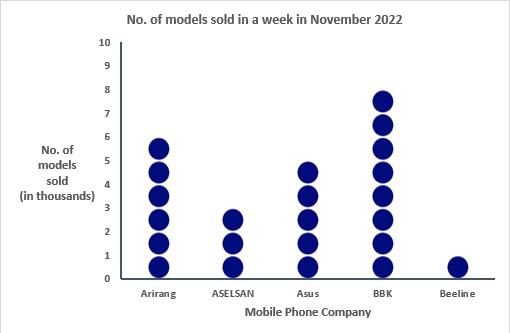 No. of models sold in a week in November 2022
10
9
8
7
6
5
4
3
2
1
0
No. of
models
sold
(in thousands)
Arirang ASELSAN Asus BBK Beeline
Mobile Phone Company